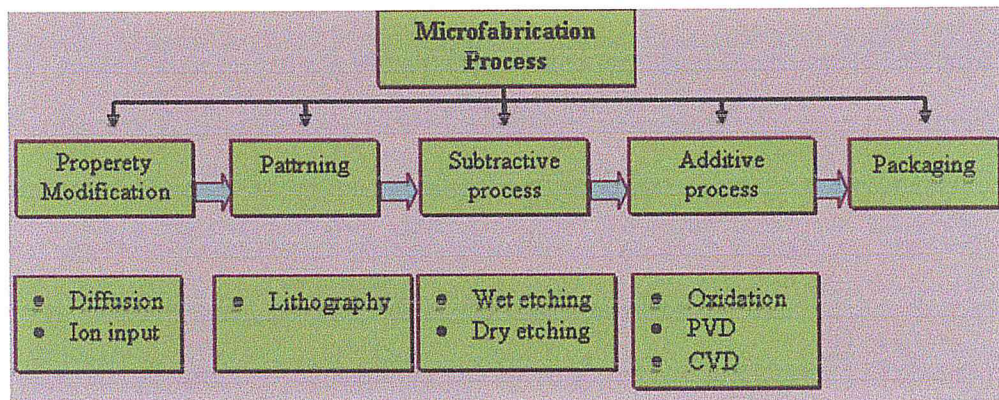 Microfabrication
Process
Properety
Modification
Pattrning
Subtractive
process
Additive
process
Packaging
• Diffusion
• Ion input
• Lithography
• Wet etching
• Dry etching
• Oxidation
• PVD
• CVD